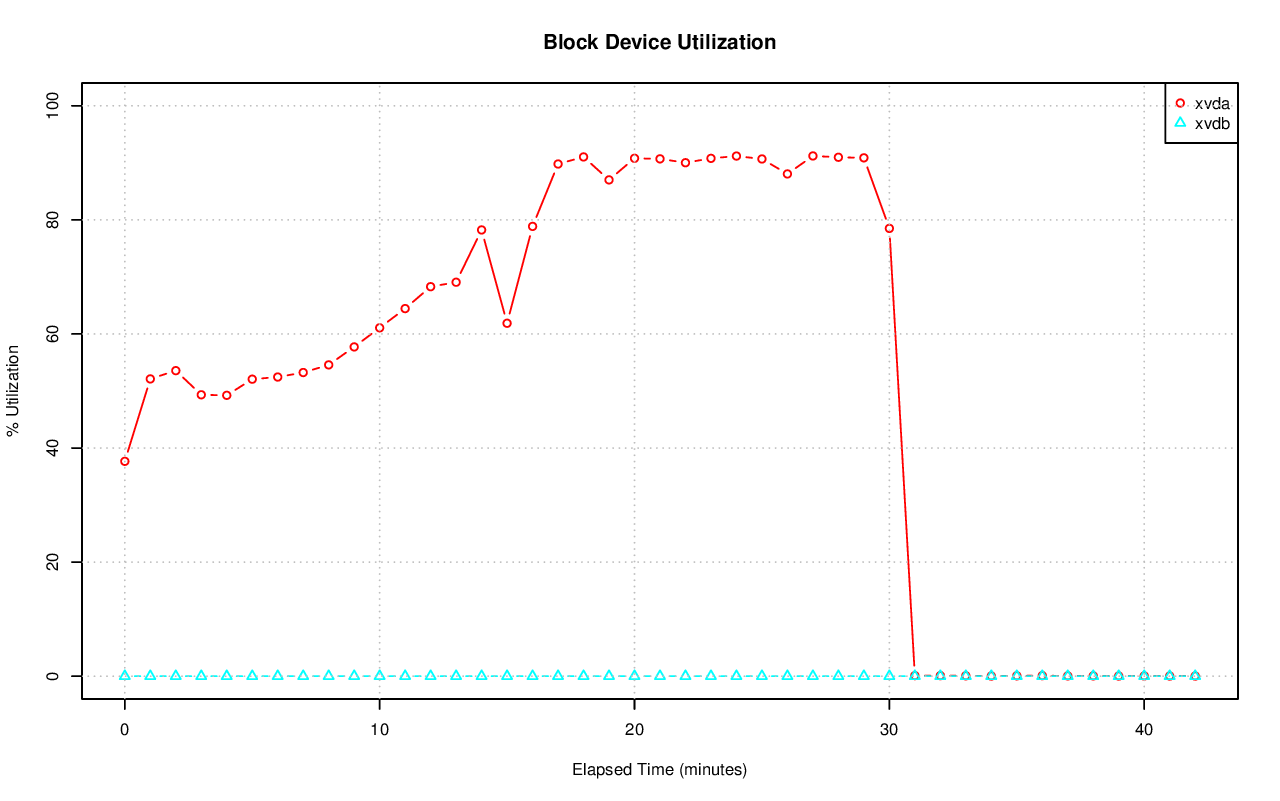 Block Device Utilization
xvda
xvdb
% Utilization
100
80
60
40
20
0
0 10 20 30 40
Elapsed Time (minutes)